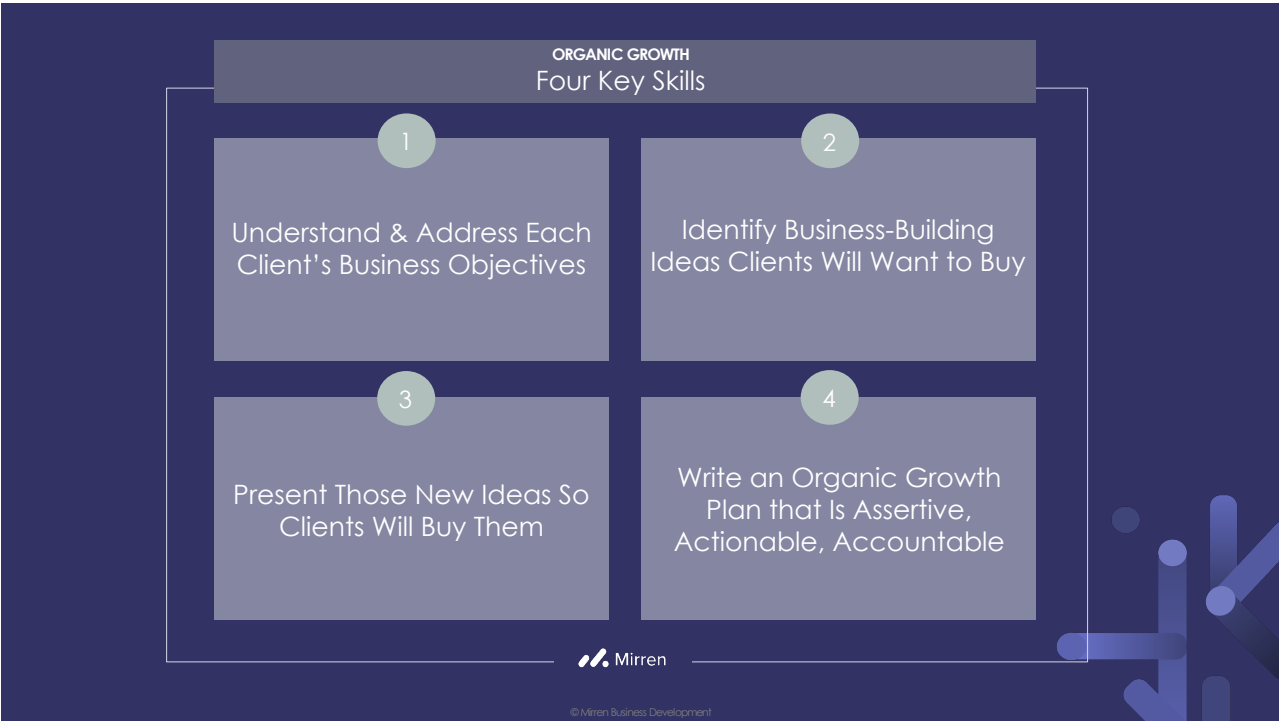 ORGANIC GROWTH
Four Key Skills
1
Understand & Address Each
Client’s Business Objectives
2
Identify Business-Building
Ideas Clients Will Want to Buy
3
Present Those New Ideas So
Clients Will Buy Them
4
Write an Organic Growth
Plan that Is Assertive,
Actionable, Accountable
Mirren
© Mirren Business Development